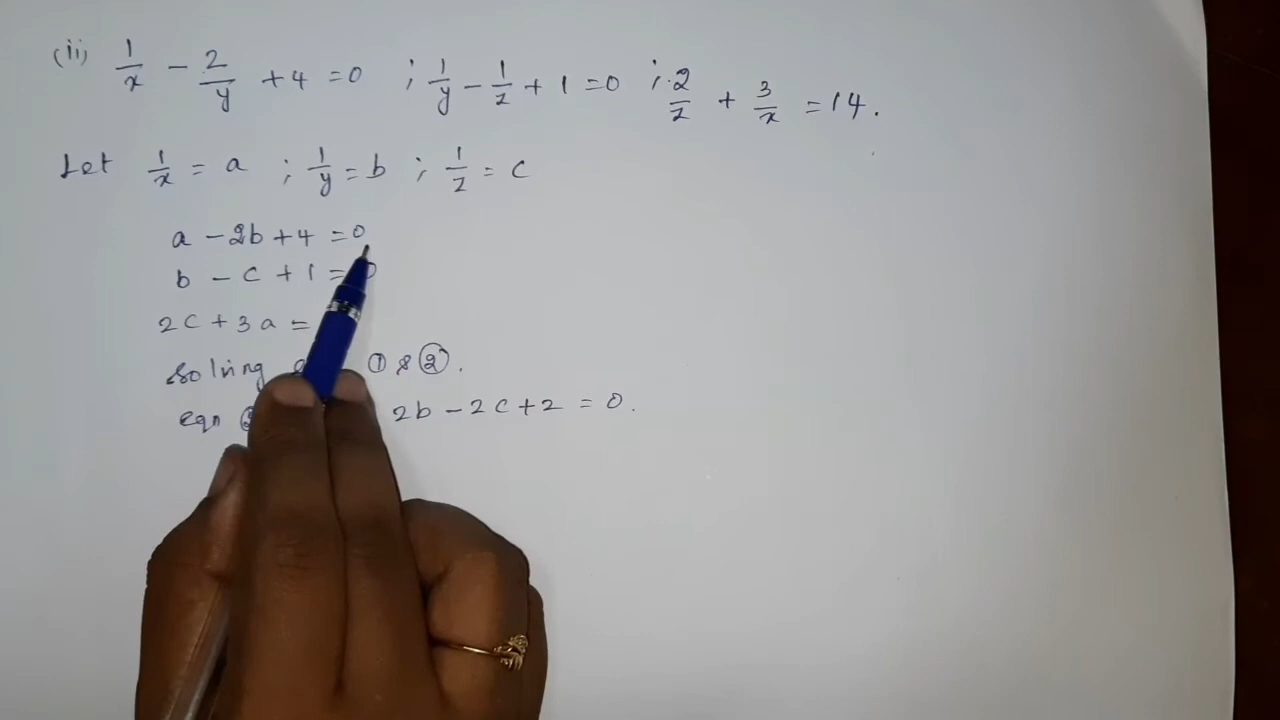 (ii) 1/x - 2/y + 4 = 0 ; 1/y - 1/z + 1 = 0 ; 2/z + 3/x = 14.
Let 1/x = a ; 1/y = b ; 1/z = c
a - 2b + 4 = 0
b - c + 1 = 0
2c + 3a =
Solving ① & ②.
eqn 2b - 2c + 2 = 0.